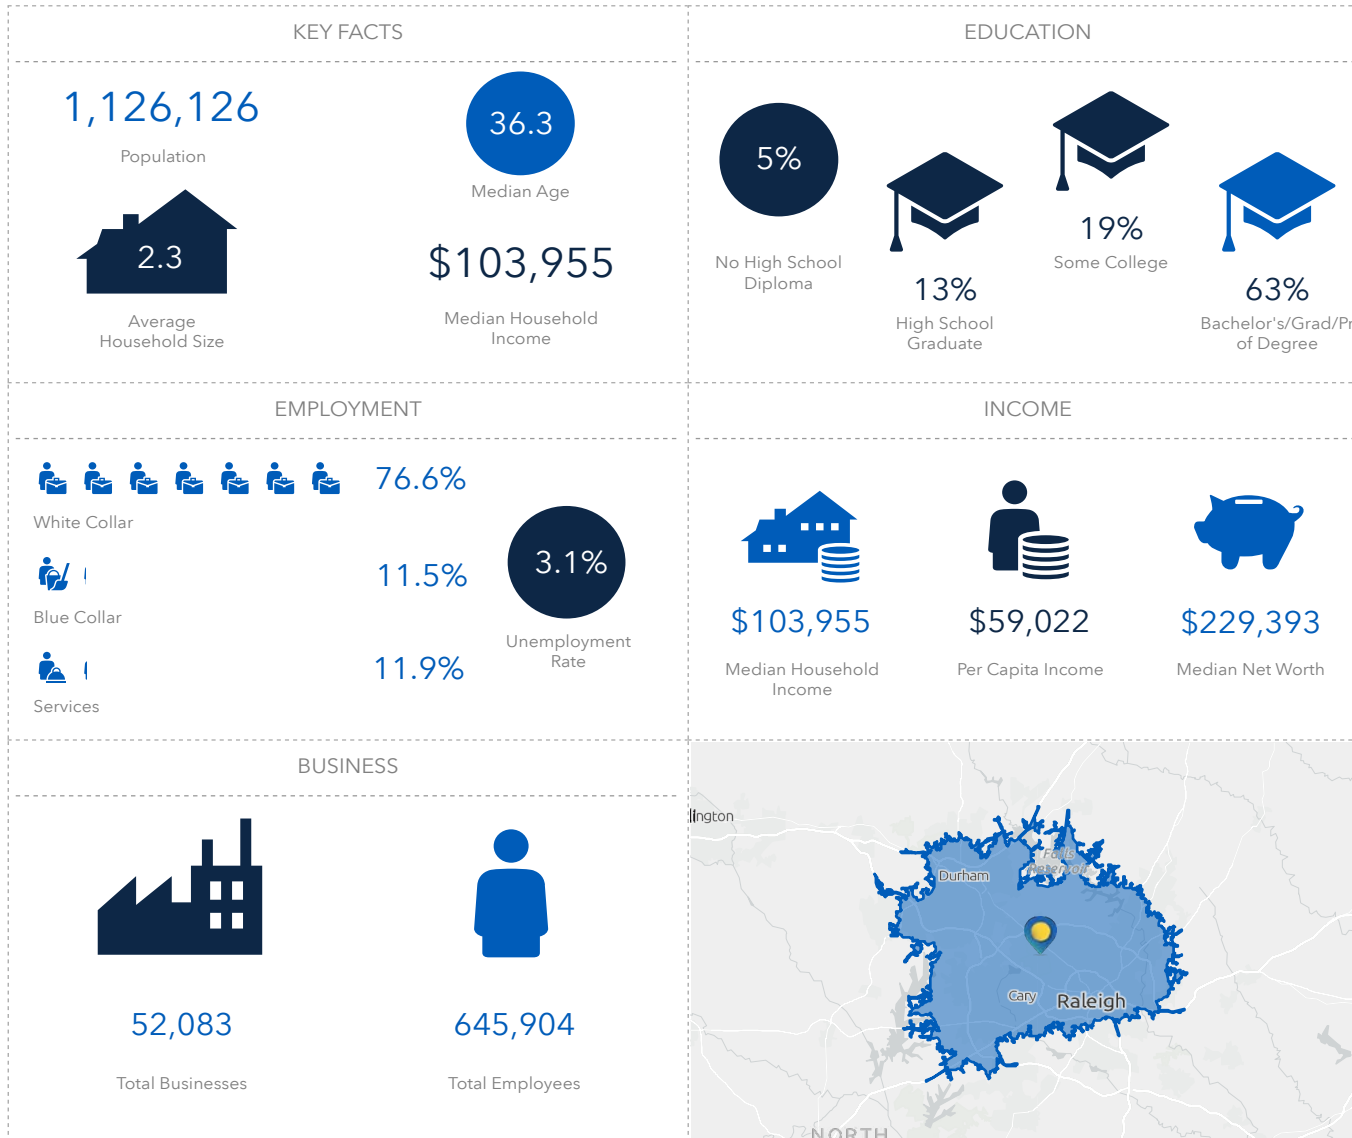 KEY FACTS
1,126,126
Population
36.3
Median Age
2.3
Average
Household Size
$103,955
Median Household
Income
EDUCATION
5%
No High School
Diploma
13%
High School
Graduate
19%
Some College
63%
Bachelor's/Grad/Pr
of Degree
EMPLOYMENT
76.6%
White Collar
11.5%
Blue Collar
11.9%
Services
3.1%
Unemployment
Rate
INCOME
$103,955
Median Household
Income
$59,022
Per Capita Income
$229,393
Median Net Worth
BUSINESS
52,083
Total Businesses
645,904
Total Employees
lington
Durham
Falls
Reservoir
Cary
Raleigh
NORTH